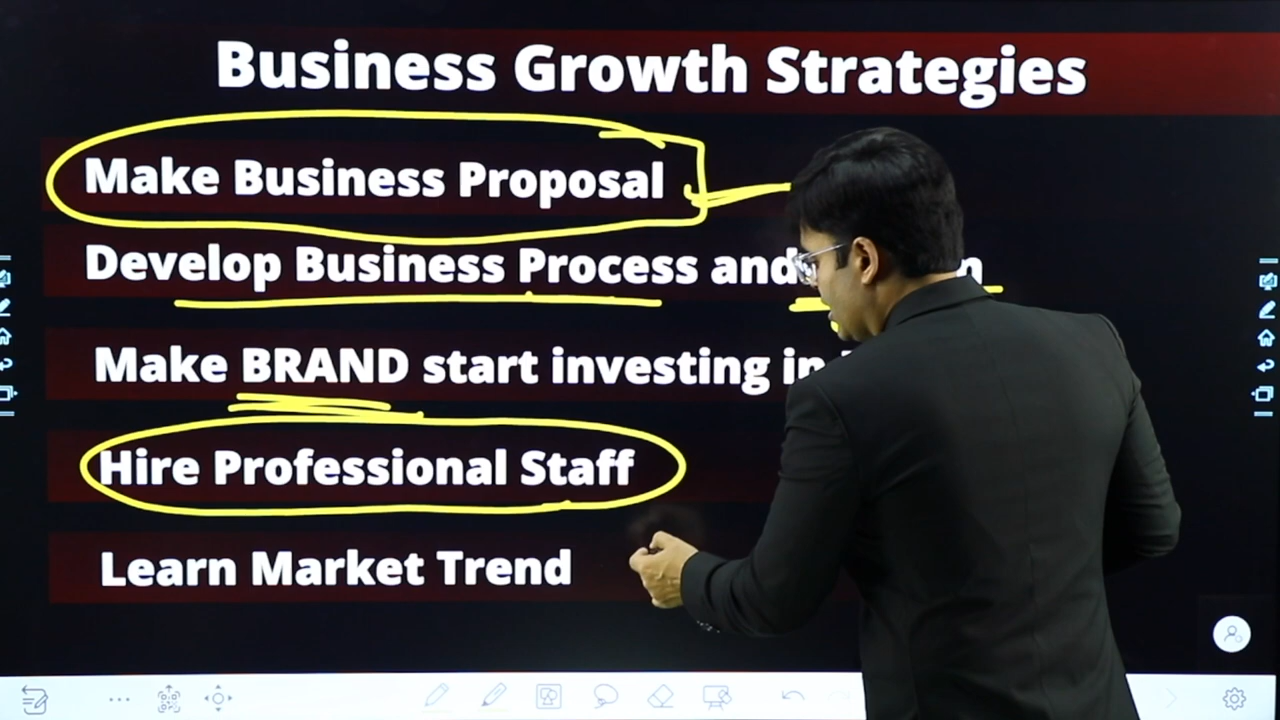 Business Growth Strategies
Make Business Proposal
Develop Business Process and
Make BRAND start investing in
Hire Professional Staff
Learn Market Trend